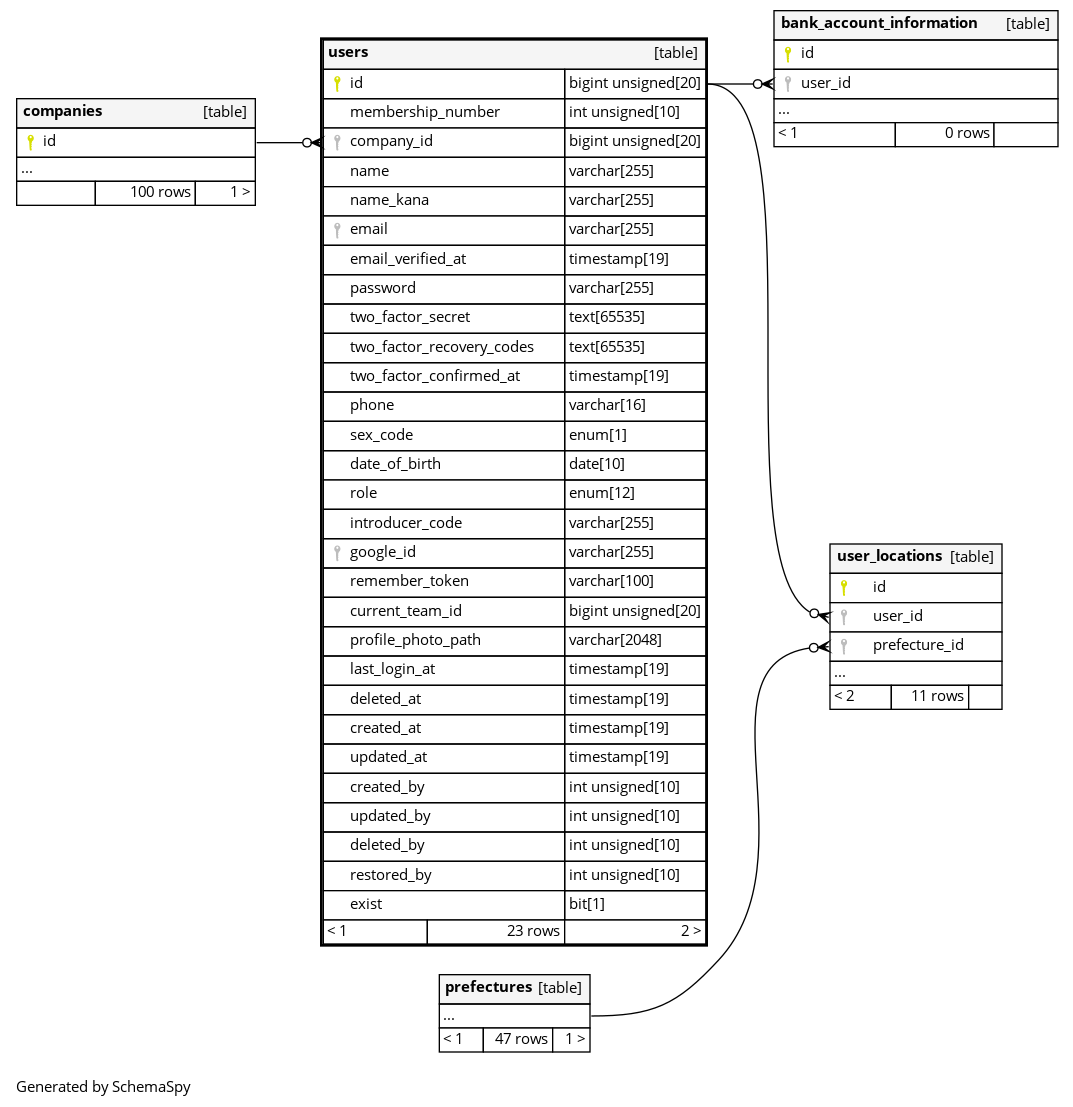 bank_account_information [table]
id
user_id
...
< 1 0 rows
users [table]
id bigint unsigned[20]
membership_number int unsigned[10]
company_id bigint unsigned[20]
name varchar[255]
name_kana varchar[255]
email varchar[255]
email_verified_at timestamp[19]
password varchar[255]
two_factor_secret text[65535]
two_factor_recovery_codes text[65535]
two_factor_confirmed_at timestamp[19]
phone varchar[16]
sex_code enum[1]
date_of_birth date[10]
role enum[12]
introducer_code varchar[255]
google_id varchar[255]
remember_token varchar[100]
current_team_id bigint unsigned[20]
profile_photo_path varchar[2048]
last_login_at timestamp[19]
deleted_at timestamp[19]
created_at timestamp[19]
updated_at timestamp[19]
created_by int unsigned[10]
updated_by int unsigned[10]
deleted_by int unsigned[10]
restored_by int unsigned[10]
exist bit[1]
< 1 23 rows 2 >
companies [table]
id
...
100 rows 1 >
user_locations [table]
id
user_id
prefecture_id
...
< 2 11 rows
prefectures [table]
...
< 1 47 rows 1 >
Generated by SchemaSpy